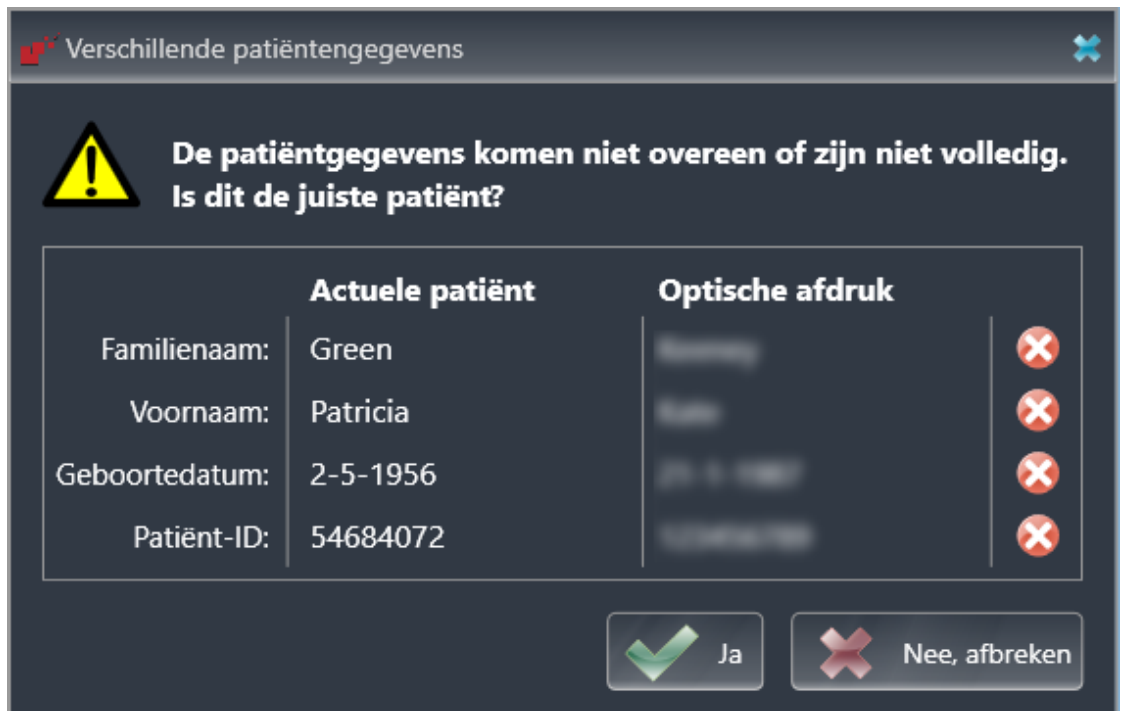 Verschillende patiëntengegevens
De patiëntgegevens komen niet overeen of zijn niet volledig.
Is dit de juiste patiënt?
Actuele patiënt Optische afdruk
Familienaam: Green
Voornaam: Patricia
Geboortedatum: 2-5-1956
Patiënt-ID: 54684072
Ja Nee, afbreken